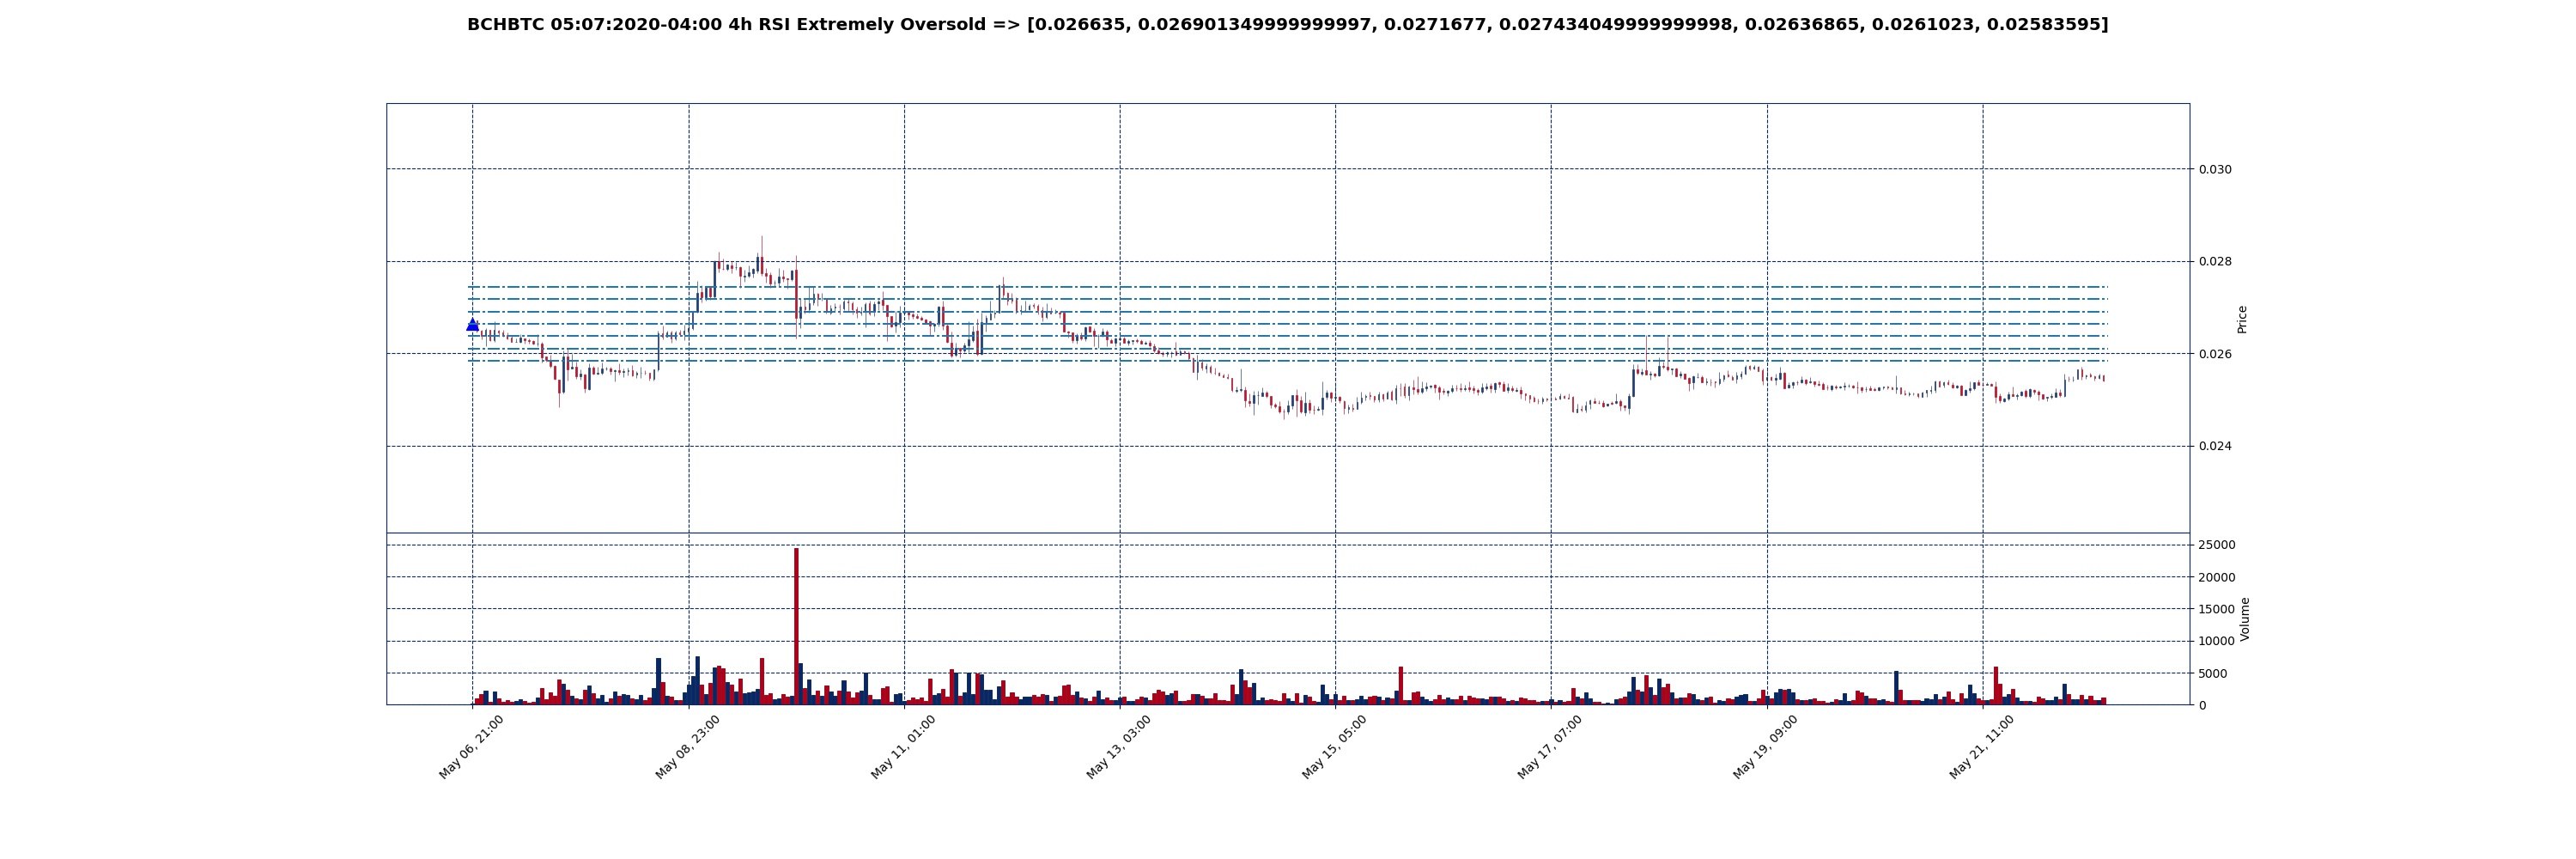 BCHBTC 05:07:2020-04:00 4h RSI Extremely Oversold => [0.026635, 0.026901349999999997, 0.0271677, 0.027434049999999998, 0.02636865, 0.0261023, 0.02583595]
0.030
0.028
0.026
0.024
Price
25000
20000
15000
10000
5000
0
Volume
May 06, 21:00
May 08, 23:00
May 11, 01:00
May 13, 03:00
May 15, 05:00
May 17, 07:00
May 19, 09:00
May 21, 11:00